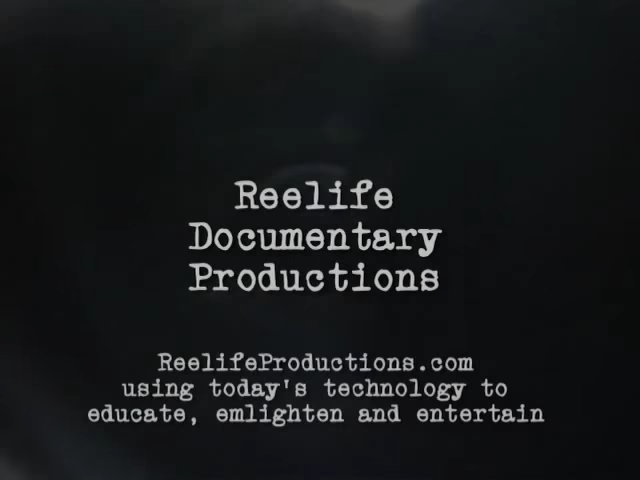 Reelife
Documentary
Productions
ReelifeProductions.com
using today's technology to
educate, emlighten and entertain